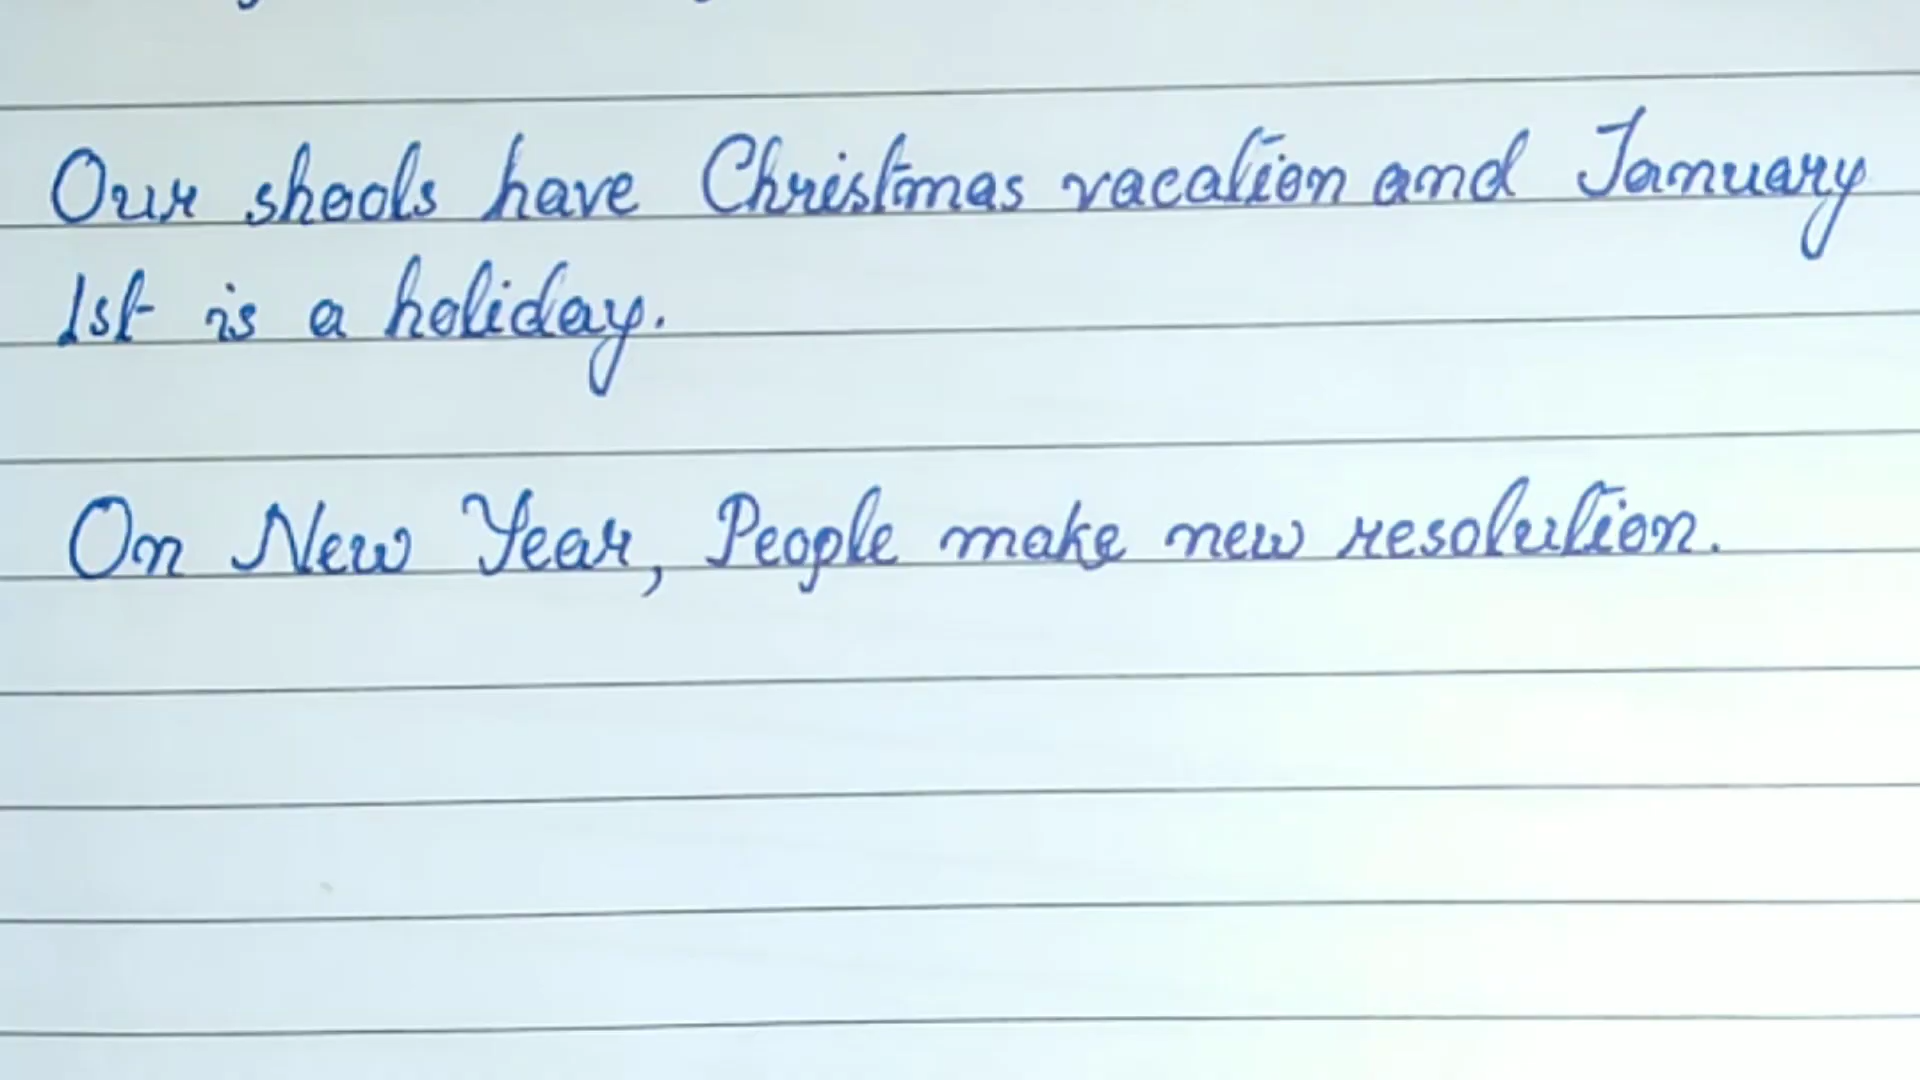 Our shools have Christmas vacation and January
1st is a holiday.
On New Year, People make new resolution.